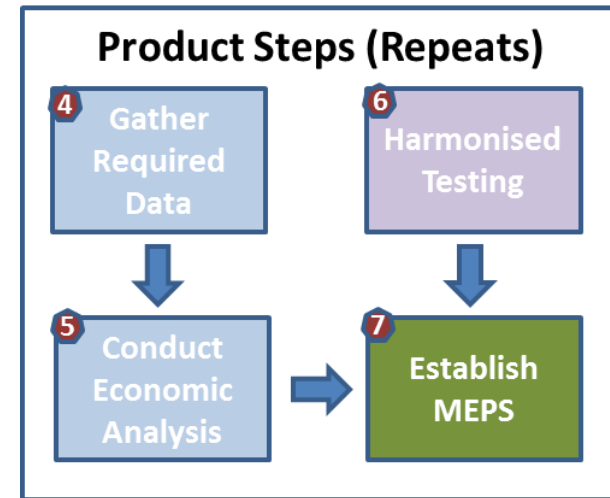 Product Steps (Repeats)
4
Gather
Required
Data
6
Harmonised
Testing
5
Conduct
Economic
Analysis
7
Establish
MEPS